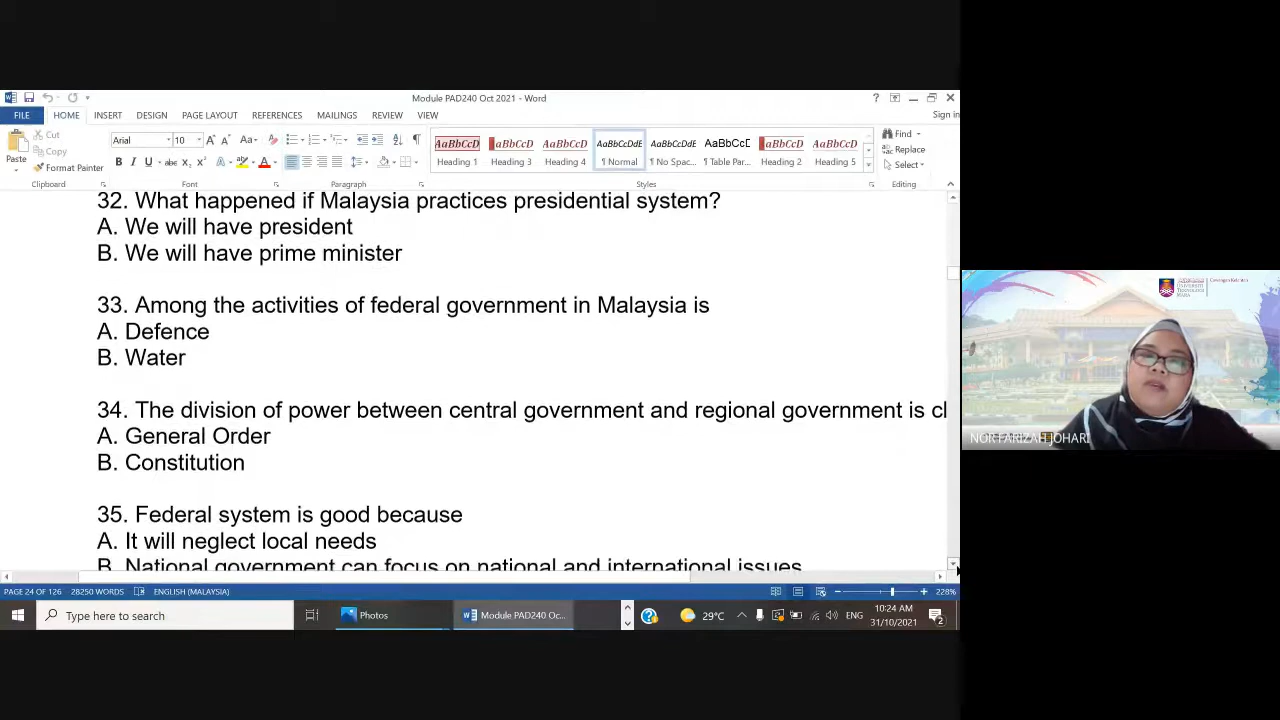 Module PAD240 Oct 2021 - Word
Sign in
FILE HOME INSERT DESIGN PAGE LAYOUT REFERENCES MAILINGS REVIEW VIEW
Cut
Copy
Format Painter
Paste
Clipboard
Arial 10
Font
Paragraph
AaBbCcD AaBbCcD AaBbCcD AaBbCcDdE AaBbCcDdE AaBbCc AaBbCcD AaBbCcD
Heading 1 Heading 3 Heading 4 ¶ Normal ¶ No Spac... ¶ Table Par... Heading 2 Heading 5
Styles
Find
Replace
Select
Editing
32. What happened if Malaysia practices presidential system?
A. We will have president
B. We will have prime minister
33. Among the activities of federal government in Malaysia is
A. Defence
B. Water
34. The division of power between central government and regional government is cl
A. General Order
B. Constitution
35. Federal system is good because
A. It will neglect local needs
B. National government can focus on national and international issues
PAGE 24 OF 126 28250 WORDS ENGLISH (MALAYSIA)
228%
Type here to search
Photos
Module PAD240 Oc...
29°C
ENG
10:24 AM
31/10/2021
2
UNIVERSITI
TEKNOLOGI
MARA
NOR FARIZAH JOHARI